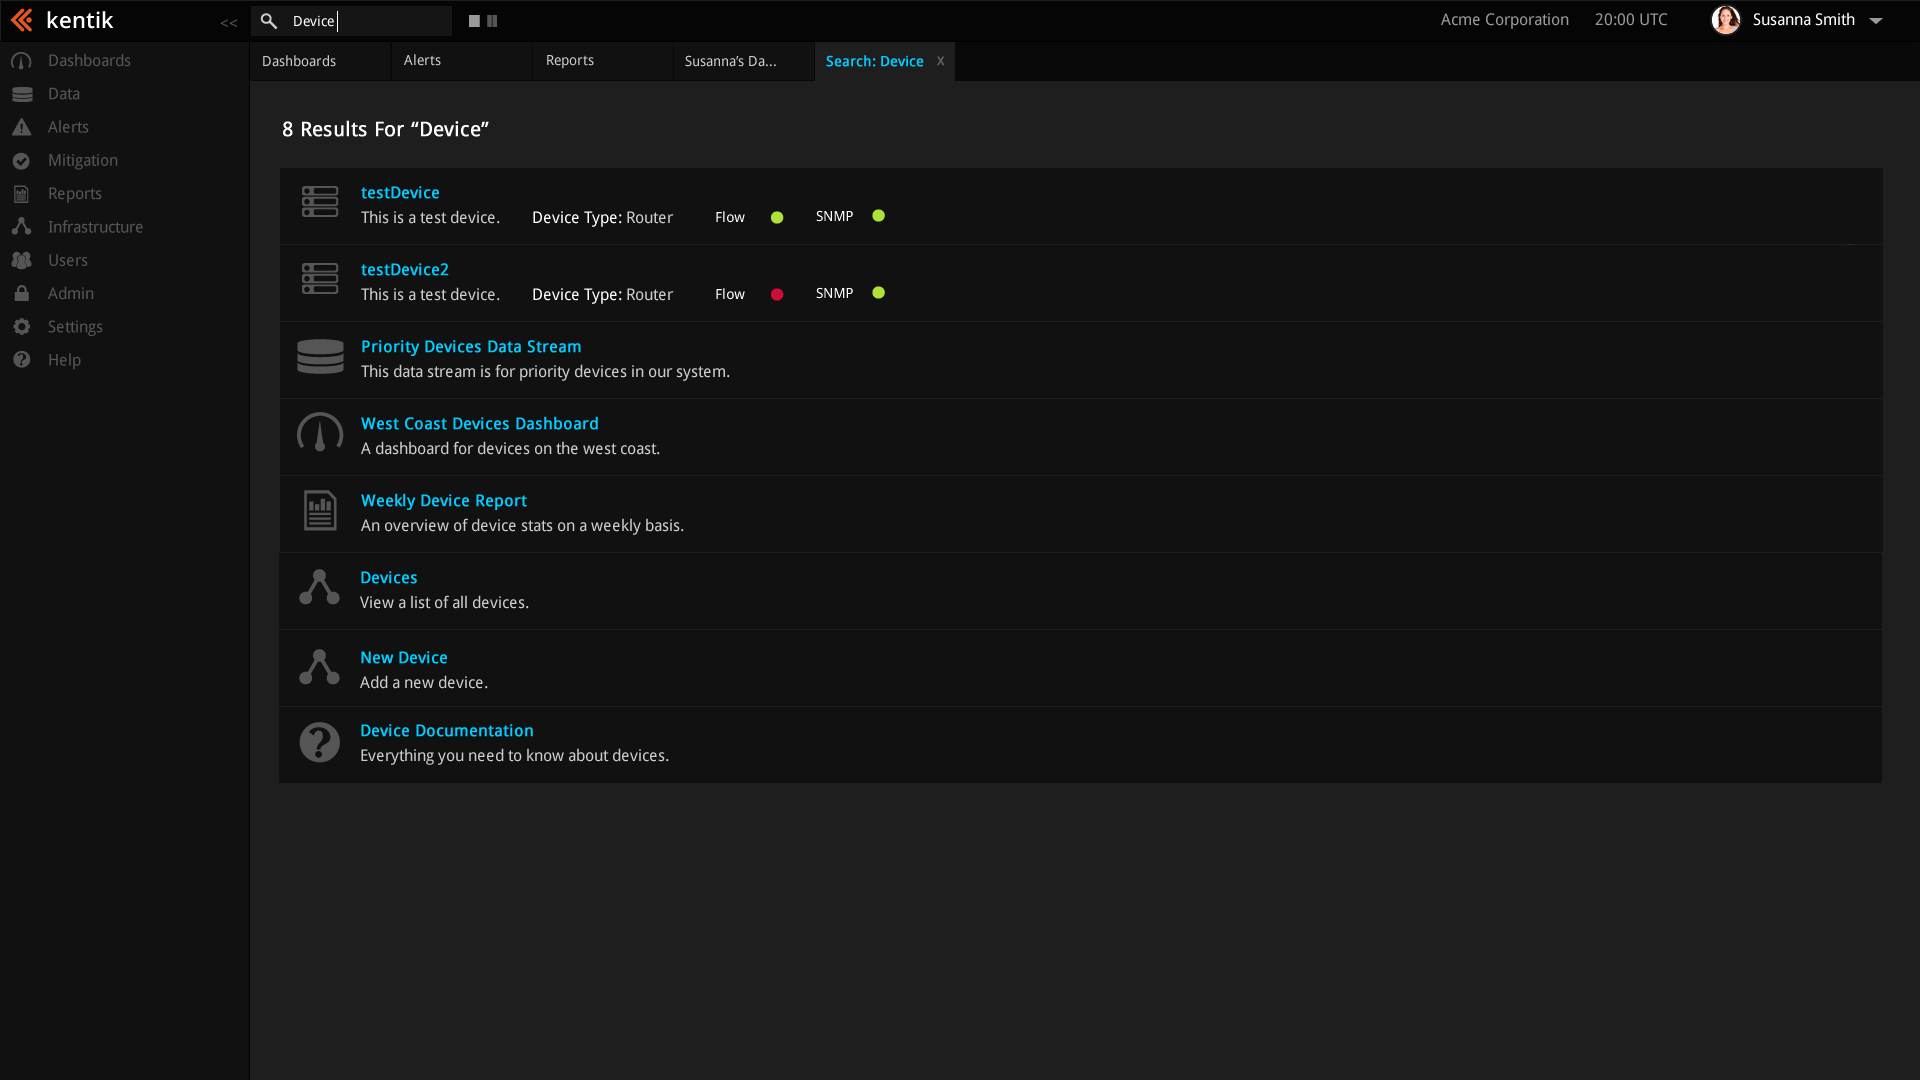 kentik
<<
Device
Acme Corporation 20:00 UTC Susanna Smith
Dashboards
Data
Alerts
Mitigation
Reports
Infrastructure
Users
Admin
Settings
Help
Dashboards Alerts Reports Susanna’s Da... Search: Device X
8 Results For “Device”
testDevice
This is a test device. Device Type: Router Flow SNMP
testDevice2
This is a test device. Device Type: Router Flow SNMP
Priority Devices Data Stream
This data stream is for priority devices in our system.
West Coast Devices Dashboard
A dashboard for devices on the west coast.
Weekly Device Report
An overview of device stats on a weekly basis.
Devices
View a list of all devices.
New Device
Add a new device.
Device Documentation
Everything you need to know about devices.